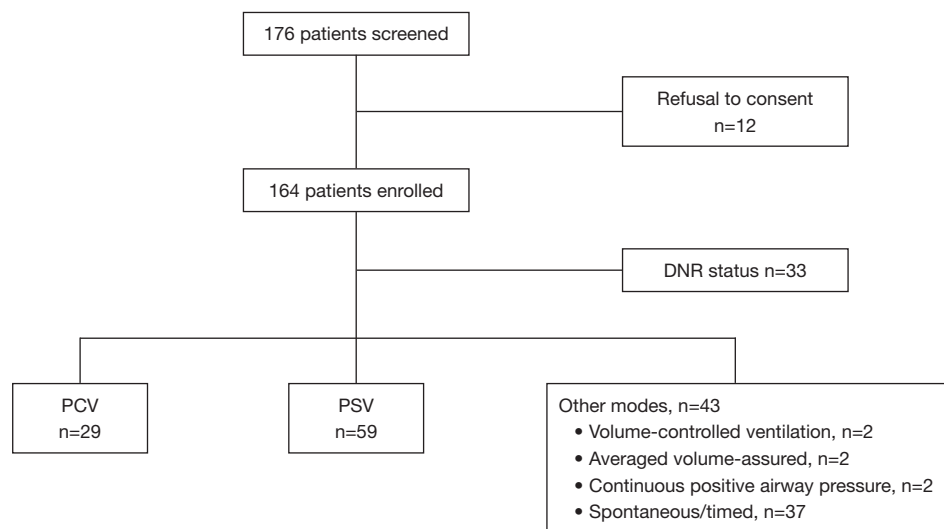 176 patients screened
Refusal to consent
n=12
164 patients enrolled
DNR status n=33
PCV
n=29
PSV
n=59
Other modes, n=43
• Volume-controlled ventilation, n=2
• Averaged volume-assured, n=2
• Continuous positive airway pressure, n=2
• Spontaneous/timed, n=37